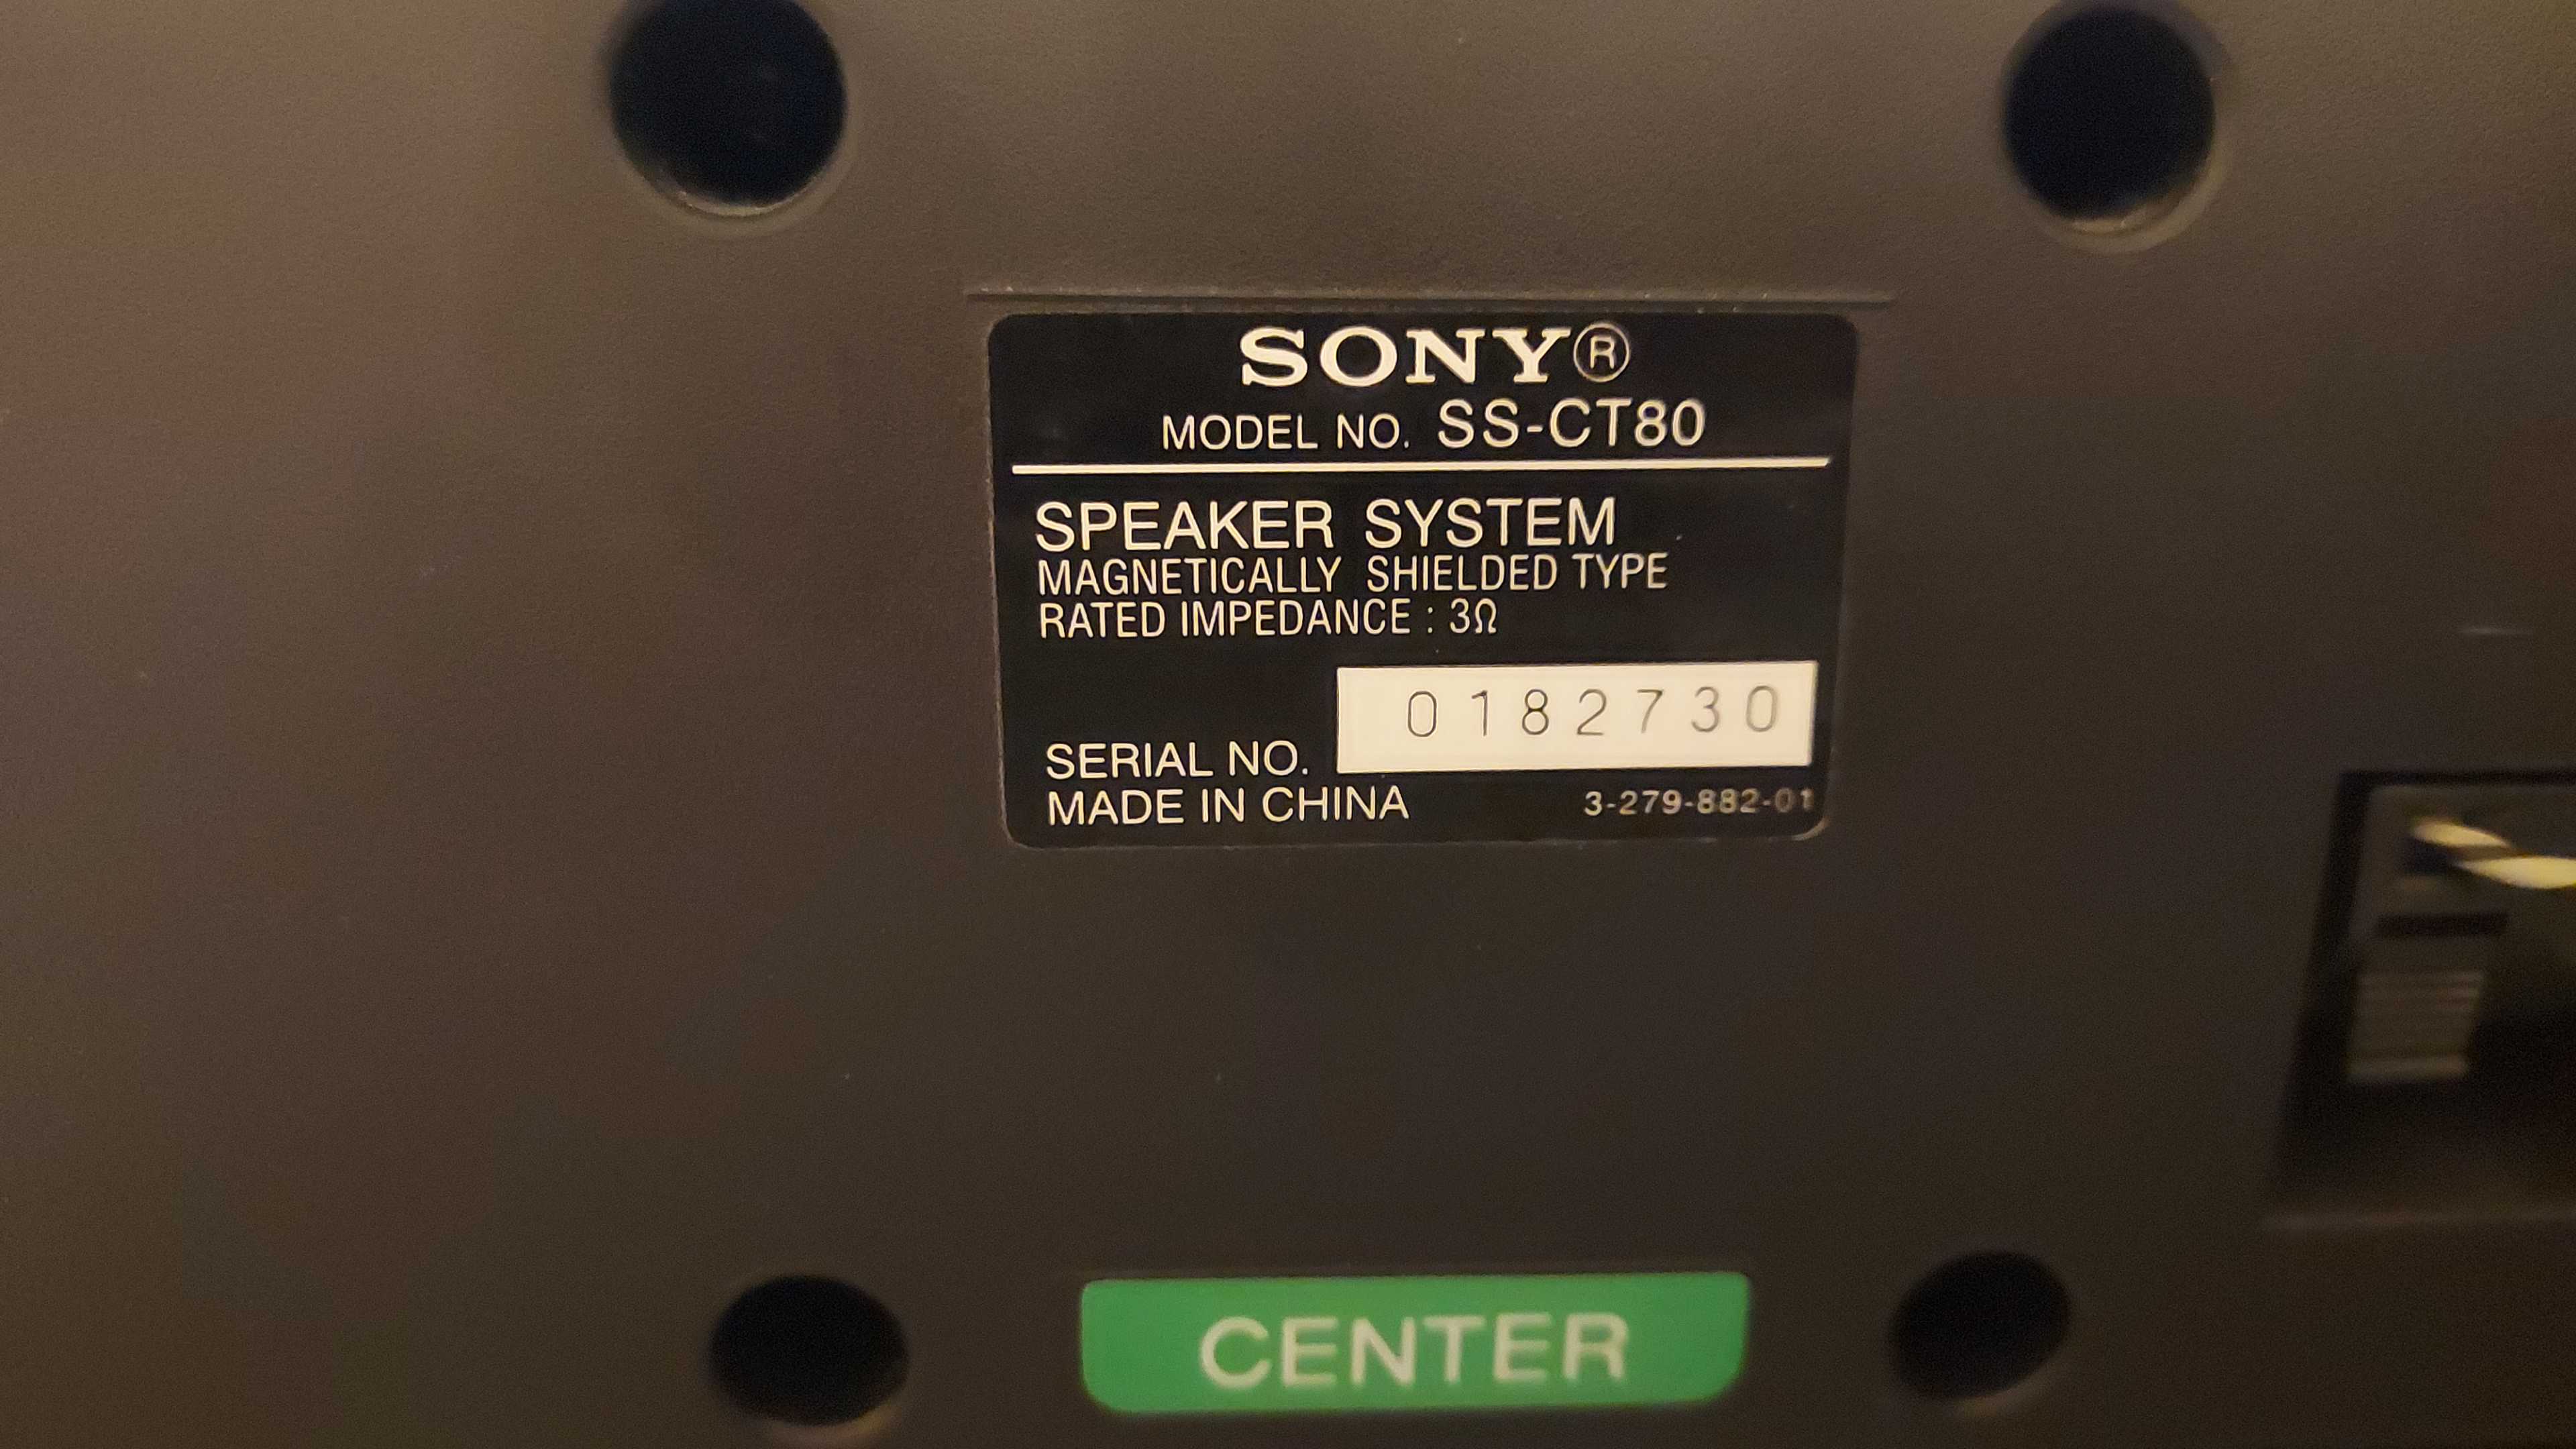 SONY®
MODEL NO. SS-CT80
SPEAKER SYSTEM
MAGNETICALLY SHIELDED TYPE
RATED IMPEDANCE : 3Ω
0182730
SERIAL NO.
MADE IN CHINA 3-279-882-01
CENTER